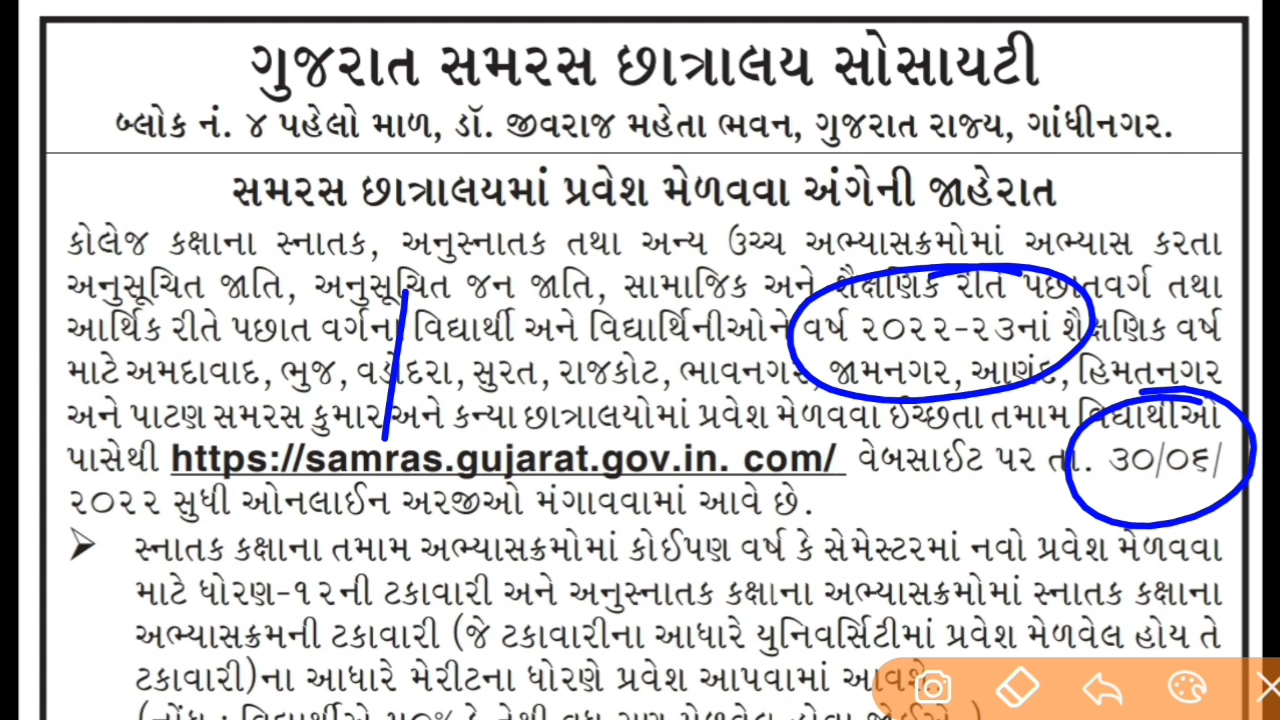 ગુજરાત સમરસ છાત્રાલય સોસાયટી
બ્લોક નં. ૪ પહેલો માળ, ડૉ. જીવરાજ મહેતા ભવન, ગુજરાત રાજ્ય, ગાંધીનગર.
સમરસ છાત્રાલયમાં પ્રવેશ મેળવવા અંગેની જાહેરાત
કોલેજ કક્ષાના સ્નાતક, અનુસ્નાતક તથા અન્ય ઉચ્ચ અભ્યાસક્રમોમાં અભ્યાસ કરતા
અનુસૂચિત જાતિ, અનુસૂચિત જન જાતિ, સામાજિક અને શૈક્ષણિક રીતે પછાતવર્ગ તથા
આર્થિક રીતે પછાત વર્ગના વિદ્યાર્થી અને વિદ્યાર્થિનીઓને વર્ષ ૨૦૨૨-૨૩નાં શૈક્ષણિક વર્ષ
માટે અમદાવાદ, ભુજ, વડોદરા, સુરત, રાજકોટ, ભાવનગર, જામનગર, આણંદ, હિમતનગર
અને પાટણ સમરસ કુમાર અને કન્યા છાત્રાલયોમાં પ્રવેશ મેળવવા ઈચ્છતા તમામ વિદ્યાર્થીઓ
પાસેથી https://samras.gujarat.gov.in. com/ વેબસાઈટ પર તા. ૩૦/૦૬/
૨૦૨૨ સુધી ઓનલાઈન અરજીઓ મંગાવવામાં આવે છે.
➢ સ્નાતક કક્ષાના તમામ અભ્યાસક્રમોમાં કોઈપણ વર્ષ કે સેમેસ્ટરમાં નવો પ્રવેશ મેળવવા
માટે ધોરણ-૧૨ની ટકાવારી અને અનુસ્નાતક કક્ષાના અભ્યાસક્રમોમાં સ્નાતક કક્ષાના
અભ્યાસક્રમની ટકાવારી (જે ટકાવારીના આધારે યુનિવર્સિટીમાં પ્રવેશ મેળવેલ હોય તે
ટકાવારી)ના આધારે મેરીટના ધોરણે પ્રવેશ આપવામાં આવશે.